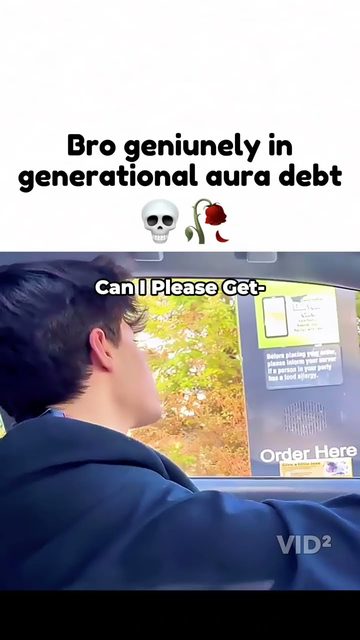 Bro geniunely in
generational aura debt
💀🥀
Can I Please Get-
Before placing your order,
please inform your server
if a person in your party
has a food allergy.
Order Here
VID²